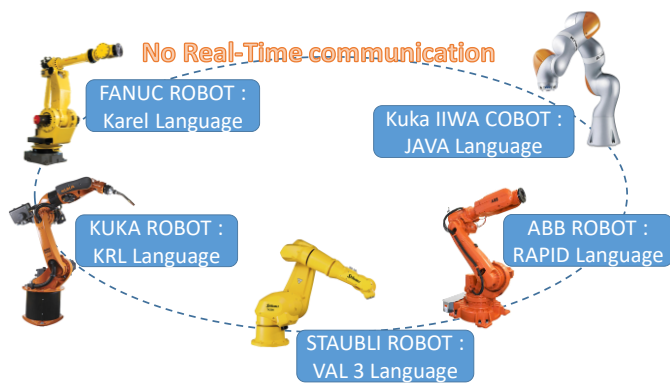 No Real-Time communication
FANUC ROBOT :
Karel Language
Kuka IIWA COBOT :
JAVA Language
KUKA ROBOT :
KRL Language
ABB ROBOT :
RAPID Language
STAUBLI ROBOT :
VAL 3 Language